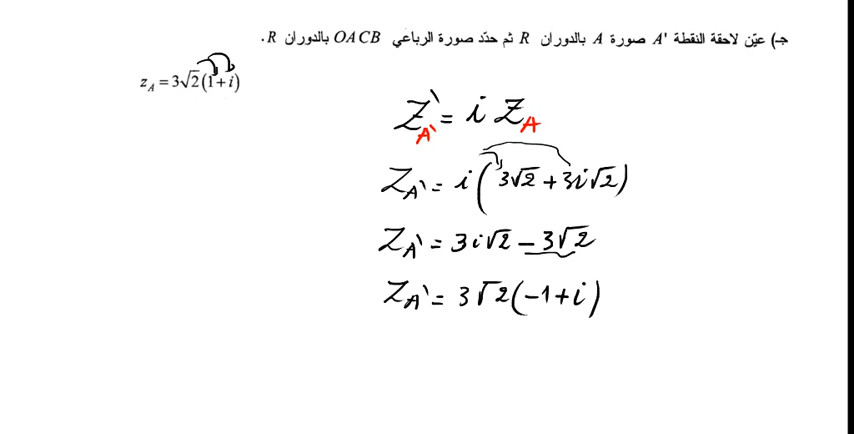 جـ) عيّن لاحقة النقطة A' صورة A بالدوران R ثم حدّد صورة الرباعي OACB بالدوران R.
z_A = 3√2(1+i)
Z`_A` = i Z_A
Z_A` = i(3√2 + 3i√2)
Z_A` = 3i√2 − 3√2
Z_A` = 3√2(−1+i)